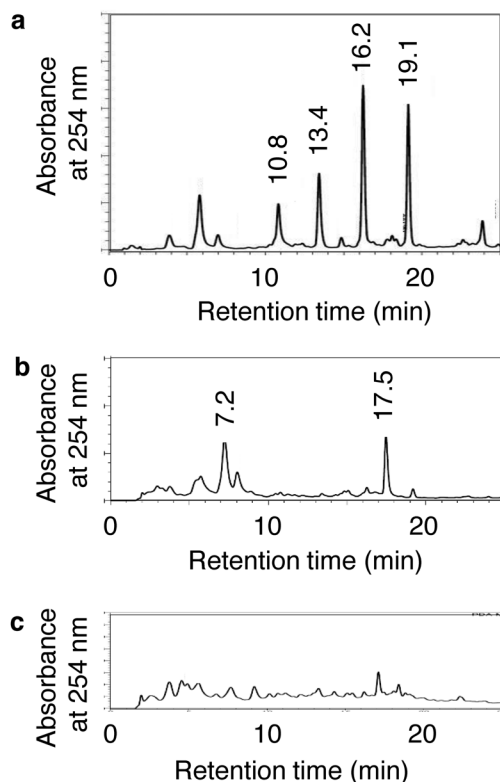 a
Absorbance
at 254 nm
10.8
13.4
16.2
19.1
0
10
20
Retention time (min)
b
Absorbance
at 254 nm
7.2
17.5
0
10
20
Retention time (min)
c
Absorbance
at 254 nm
0
10
20
Retention time (min)